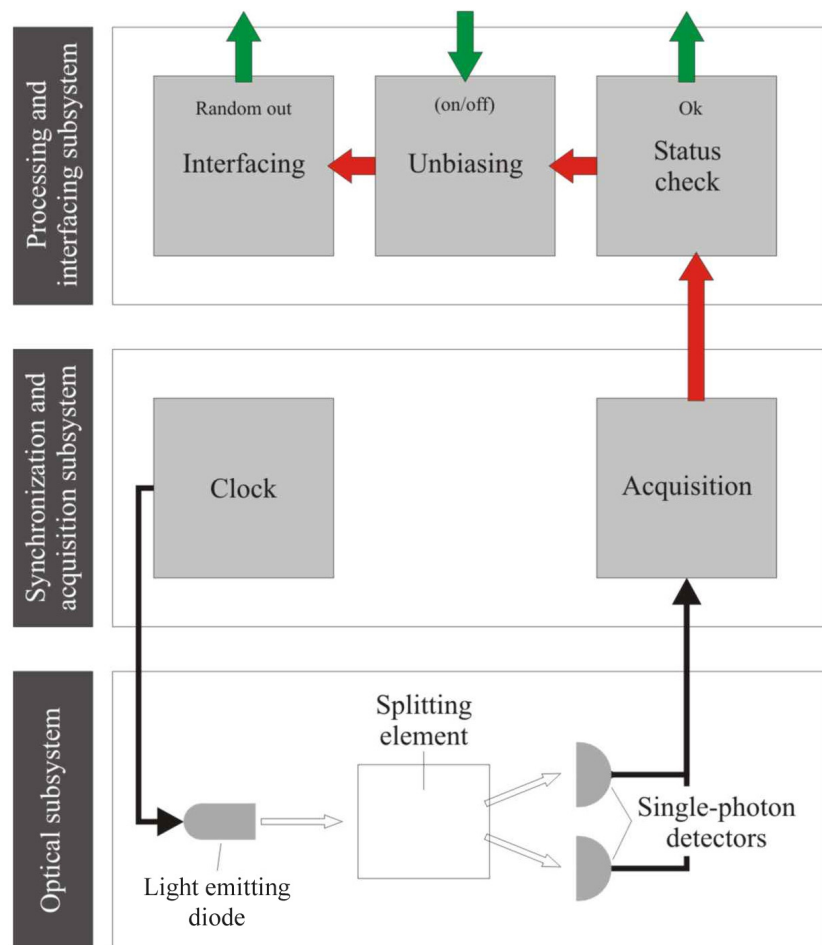 Processing and
interfacing subsystem
Random out
Interfacing
(on/off)
Unbiasing
Ok
Status
check
Synchronization and
acquisition subsystem
Clock
Acquisition
Optical subsystem
Splitting
element
Single-photon
detectors
Light emitting
diode